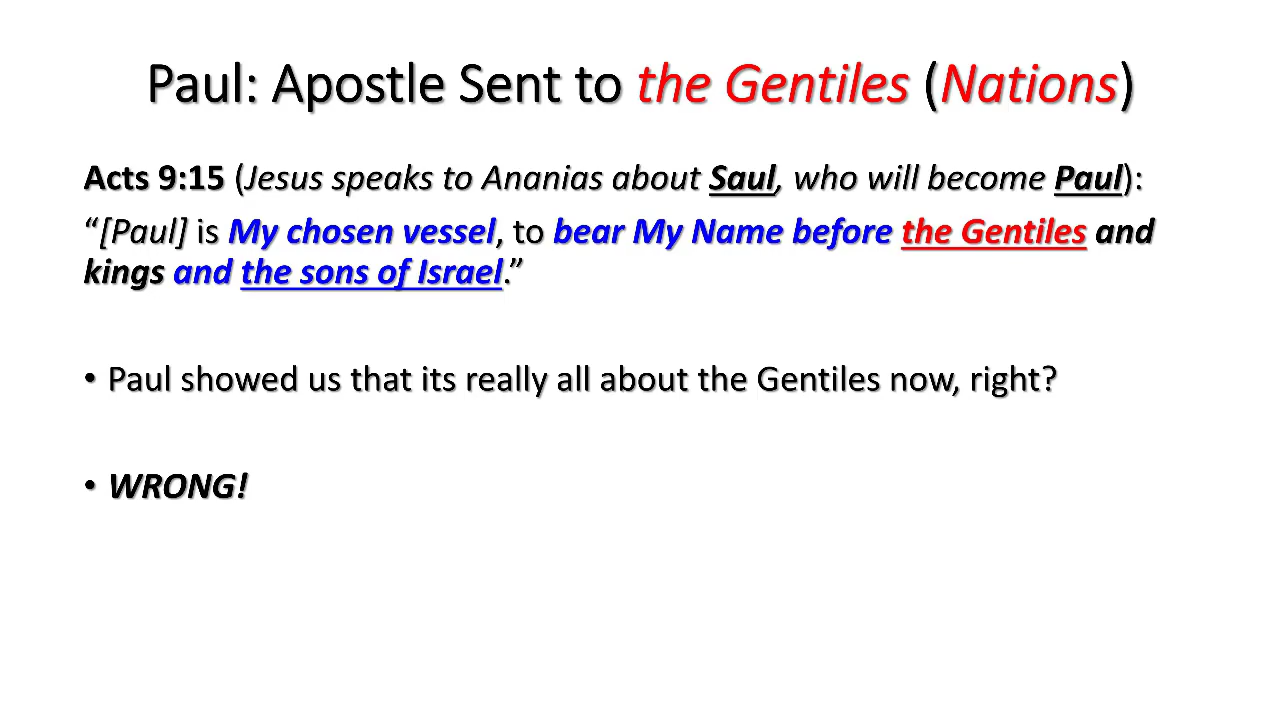 Paul: Apostle Sent to the Gentiles (Nations)
Acts 9:15 (Jesus speaks to Ananias about Saul, who will become Paul):
“[Paul] is My chosen vessel, to bear My Name before the Gentiles and
kings and the sons of Israel.”
• Paul showed us that its really all about the Gentiles now, right?
• WRONG!